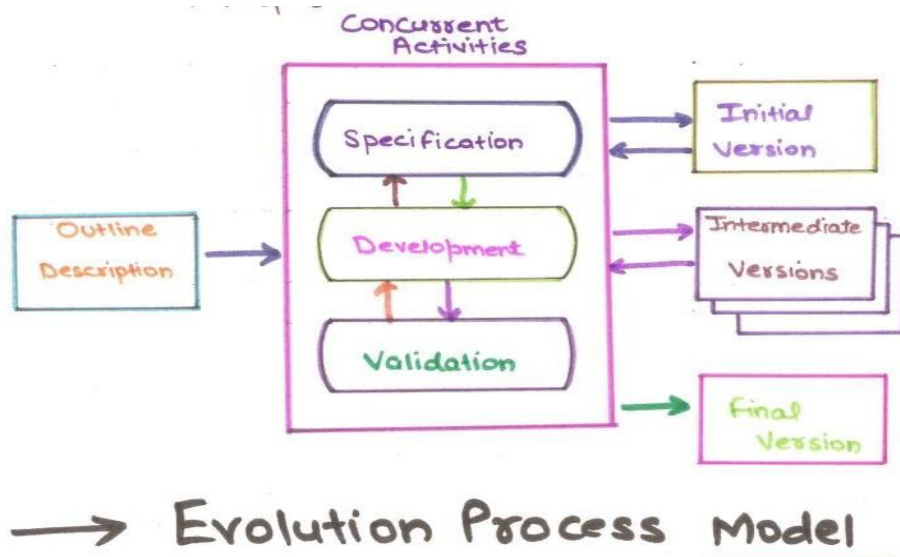 Concurrent
Activities
Specification
Outline
Description
Development
Validation
Initial
Version
Intermediate
Versions
Final
Version
Evolution Process Model